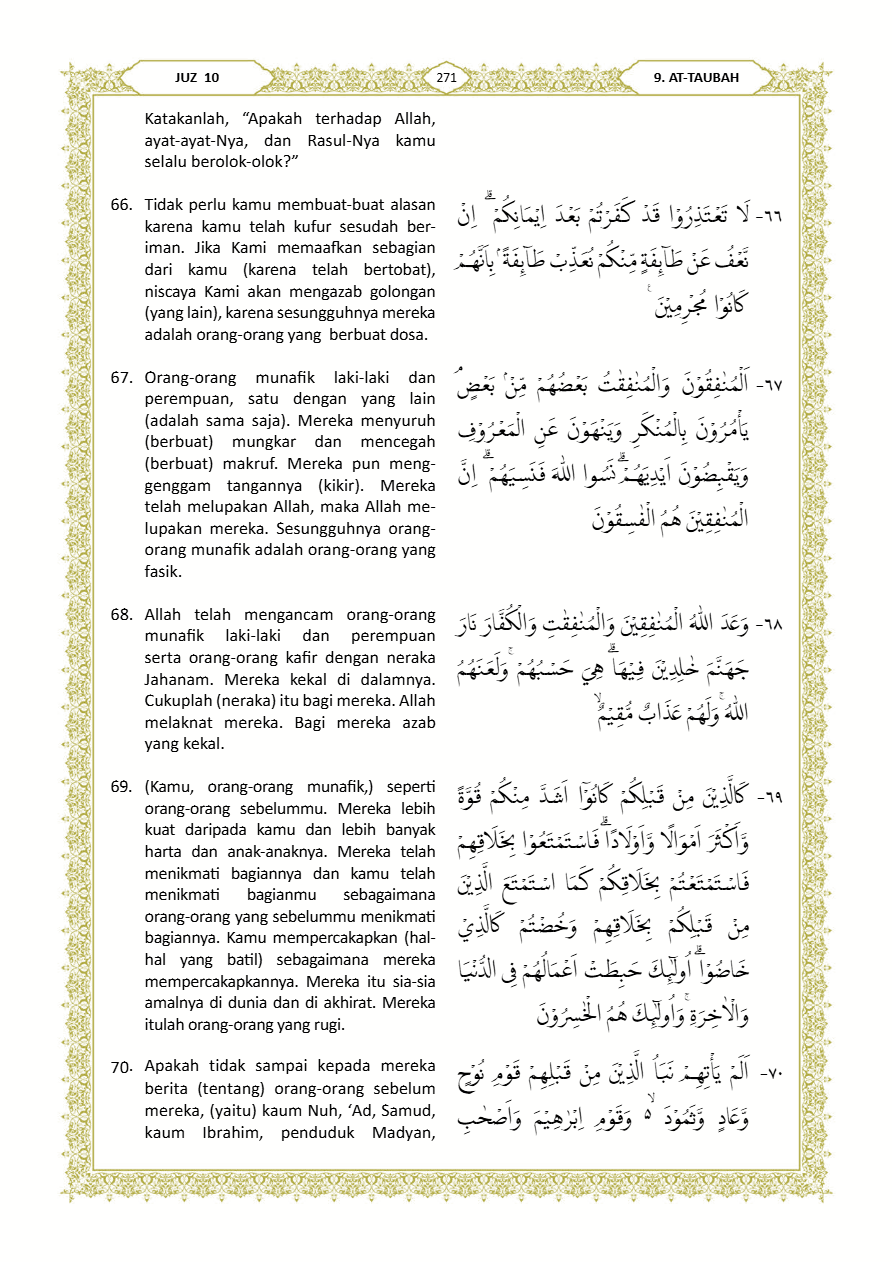 JUZ 10
271
9. AT-TAUBAH
Katakanlah, “Apakah terhadap Allah,
ayat-ayat-Nya, dan Rasul-Nya kamu
selalu berolok-olok?”
66. Tidak perlu kamu membuat-buat alasan
karena kamu telah kufur sesudah ber-
iman. Jika Kami memaafkan sebagian
dari kamu (karena telah bertobat),
niscaya Kami akan mengazab golongan
(yang lain), karena sesungguhnya mereka
adalah orang-orang yang berbuat dosa.
٦٦- لَا تَعْتَذِرُوْا قَدْ كَفَرْتُمْ بَعْدَ اِيْمَانِكُمْ ۗ اِنْ
نَّعْفُ عَنْ طَاۤىِٕفَةٍ مِّنْكُمْ نُعَذِّبْ طَاۤىِٕفَةً ۢ بِاَنَّهُمْ
كَانُوْا مُجْرِمِيْنَ ࣖ
67. Orang-orang munafik laki-laki dan
perempuan, satu dengan yang lain
(adalah sama saja). Mereka menyuruh
(berbuat) mungkar dan mencegah
(berbuat) makruf. Mereka pun meng-
genggam tangannya (kikir). Mereka
telah melupakan Allah, maka Allah me-
lupakan mereka. Sesungguhnya orang-
orang munafik adalah orang-orang yang
fasik.
٦٧- اَلْمُنٰفِقُوْنَ وَالْمُنٰفِقٰتُ بَعْضُهُمْ مِّنْۢ بَعْضٍۘ
يَأْمُرُوْنَ بِالْمُنْكَرِ وَيَنْهَوْنَ عَنِ الْمَعْرُوْفِ
وَيَقْبِضُوْنَ اَيْدِيَهُمْۗ نَسُوا اللّٰهَ فَنَسِيَهُمْ ۗ اِنَّ
الْمُنٰفِقِيْنَ هُمُ الْفٰسِقُوْنَ
68. Allah telah mengancam orang-orang
munafik laki-laki dan perempuan
serta orang-orang kafir dengan neraka
Jahanam. Mereka kekal di dalamnya.
Cukuplah (neraka) itu bagi mereka. Allah
melaknat mereka. Bagi mereka azab
yang kekal.
٦٨- وَعَدَ اللّٰهُ الْمُنٰفِقِيْنَ وَالْمُنٰفِقٰتِ وَالْكُفَّارَ نَارَ
جَهَنَّمَ خٰلِدِيْنَ فِيْهَاۗ هِيَ حَسْبُهُمْ ۚ وَلَعَنَهُمُ
اللّٰهُ ۚ وَلَهُمْ عَذَابٌ مُّقِيْمٌۙ
69. (Kamu, orang-orang munafik,) seperti
orang-orang sebelummu. Mereka lebih
kuat daripada kamu dan lebih banyak
harta dan anak-anaknya. Mereka telah
menikmati bagiannya dan kamu telah
menikmati bagianmu sebagaimana
orang-orang yang sebelummu menikmati
bagiannya. Kamu mempercakapkan (hal-
hal yang batil) sebagaimana mereka
mempercakapkannya. Mereka itu sia-sia
amalnya di dunia dan di akhirat. Mereka
itulah orang-orang yang rugi.
٦٩- كَالَّذِيْنَ مِنْ قَبْلِكُمْ كَانُوْٓا اَشَدَّ مِنْكُمْ قُوَّةً
وَّاَكْثَرَ اَمْوَالًا وَّاَوْلَادًاۗ فَاسْتَمْتَعُوْا بِخَلَاقِهِمْ
فَاسْتَمْتَعْتُمْ بِخَلَاقِكُمْ كَمَا اسْتَمْتَعَ الَّذِيْنَ
مِنْ قَبْلِكُمْ بِخَلَاقِهِمْ وَخُضْتُمْ كَالَّذِيْ
خَاضُوْاۗ اُولٰۤىِٕكَ حَبِطَتْ اَعْمَالُهُمْ فِى الدُّنْيَا
وَالْاٰخِرَةِ ۚ وَاُولٰۤىِٕكَ هُمُ الْخٰسِرُوْنَ
70. Apakah tidak sampai kepada mereka
berita (tentang) orang-orang sebelum
mereka, (yaitu) kaum Nuh, ‘Ad, Samud,
kaum Ibrahim, penduduk Madyan,
٧٠- اَلَمْ يَأْتِهِمْ نَبَاُ الَّذِيْنَ مِنْ قَبْلِهِمْ قَوْمِ نُوْحٍ
وَّعَادٍ وَّثَمُوْدَ ەۙ وَقَوْمِ اِبْرٰهِيْمَ وَاَصْحٰبِ